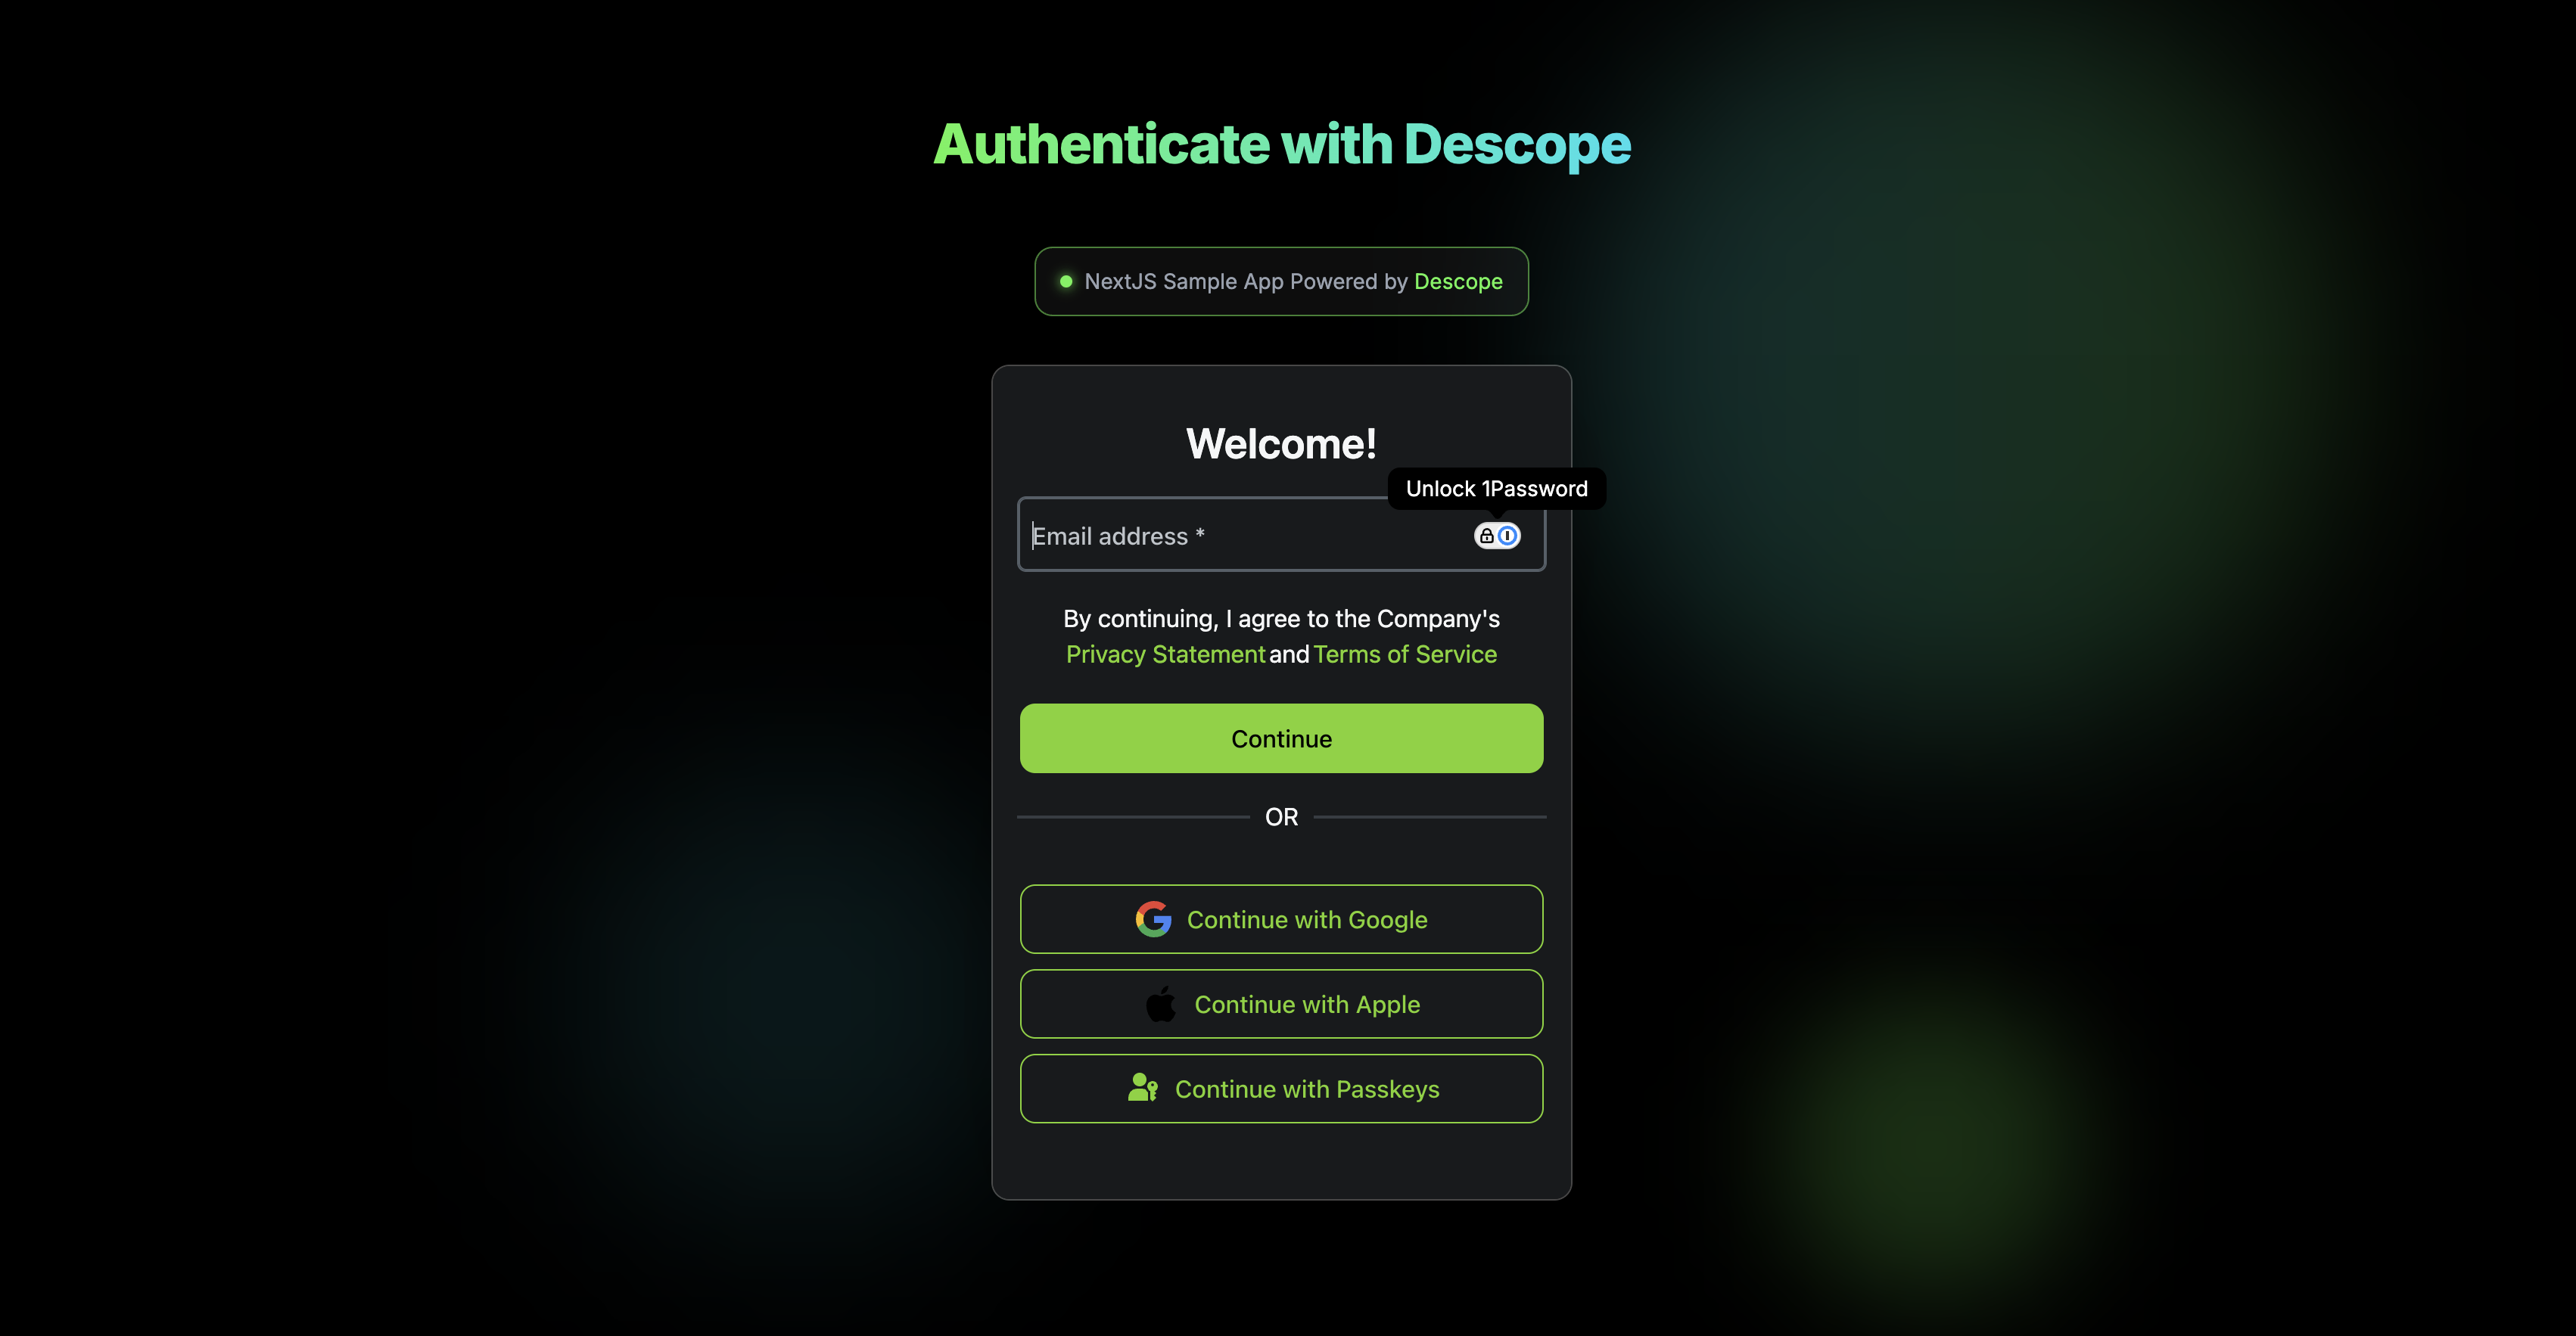 Authenticate with Descope
NextJS Sample App Powered by Descope
Welcome!
Unlock 1Password
Email address *
By continuing, I agree to the Company's
Privacy Statement and Terms of Service
Continue
OR
Continue with Google
Continue with Apple
Continue with Passkeys